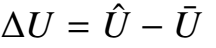 ΔU = Û − Ū